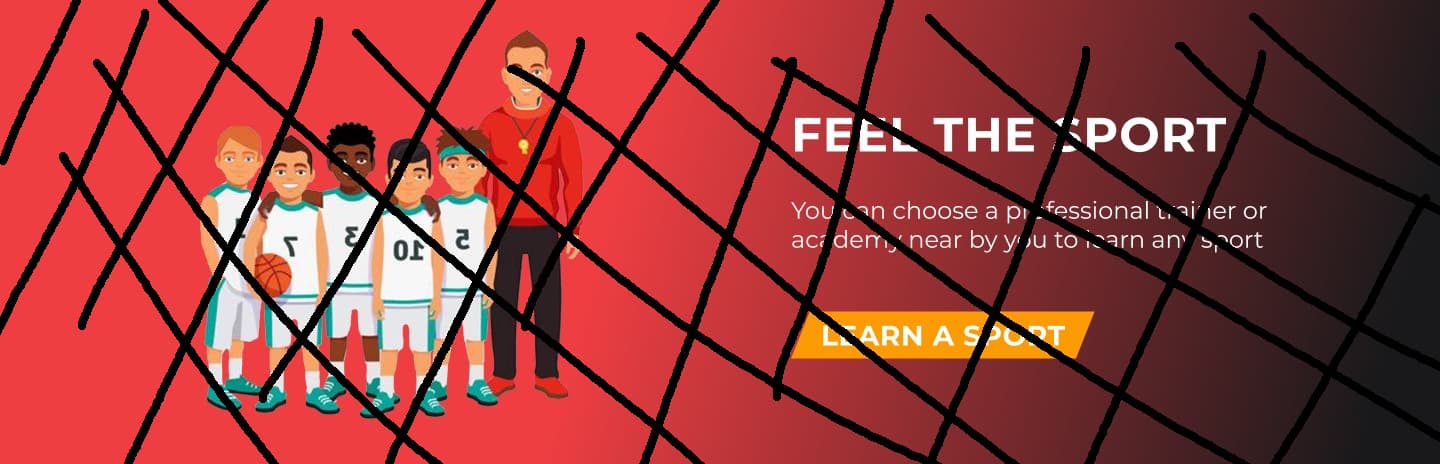 FEEL THE SPORT
You can choose a professional trainer or
academy near by you to learn any sport
LEARN A SPORT
7
3
10
5